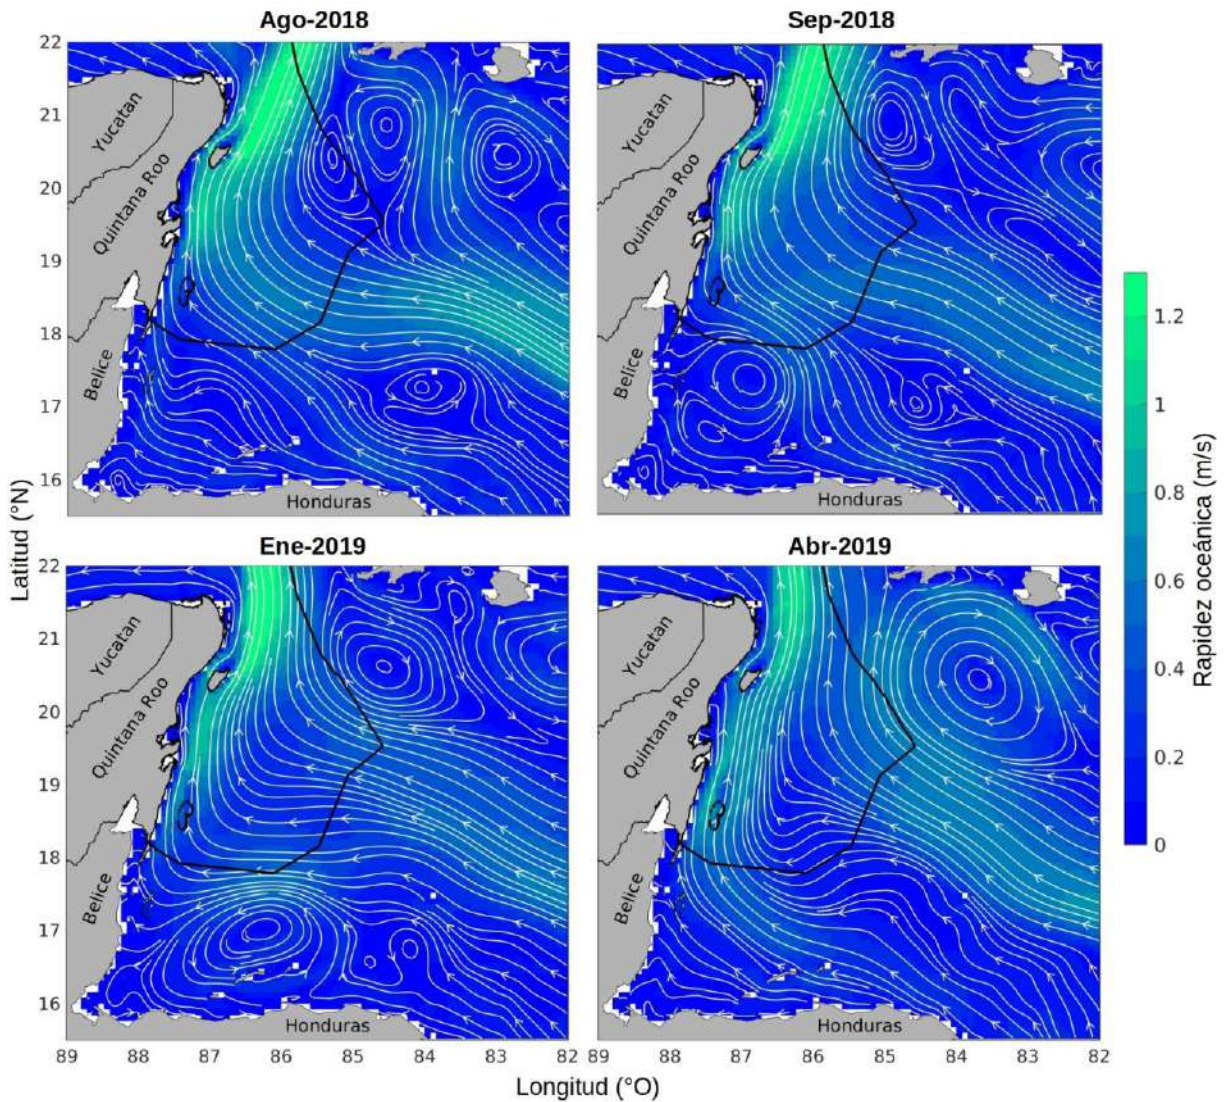 Ago-2018
Sep-2018
22
21
20
19
18
17
16
Yucatan
Quintana Roo
Belice
Honduras
Yucatan
Quintana Roo
Belice
Honduras
Ene-2019
Abr-2019
22
21
20
19
18
17
16
Yucatan
Quintana Roo
Belice
Honduras
Yucatan
Quintana Roo
Belice
Honduras
89 88 87 86 85 84 83 82
89 88 87 86 85 84 83 82
Latitud (°N)
Longitud (°O)
1.2
1
0.8
0.6
0.4
0.2
0
Rapidez oceánica (m/s)